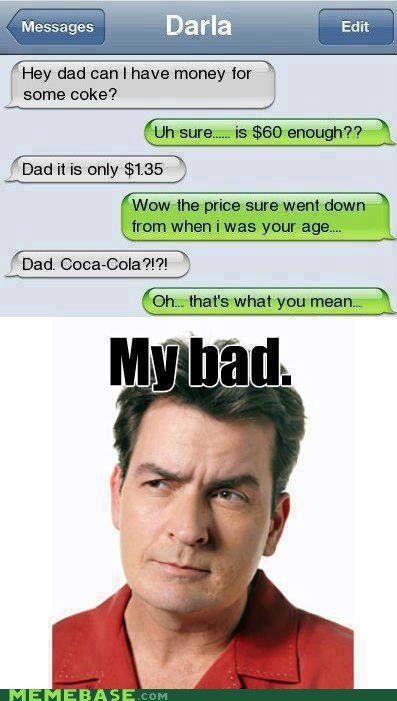 Messages
Darla
Edit
Hey dad can I have money for
some coke?
Uh sure...... is $60 enough??
Dad it is only $1.35
Wow the price sure went down
from when i was your age....
Dad. Coca-Cola?!?!
Oh... that's what you mean...
My bad.
MEMEBASE.COM